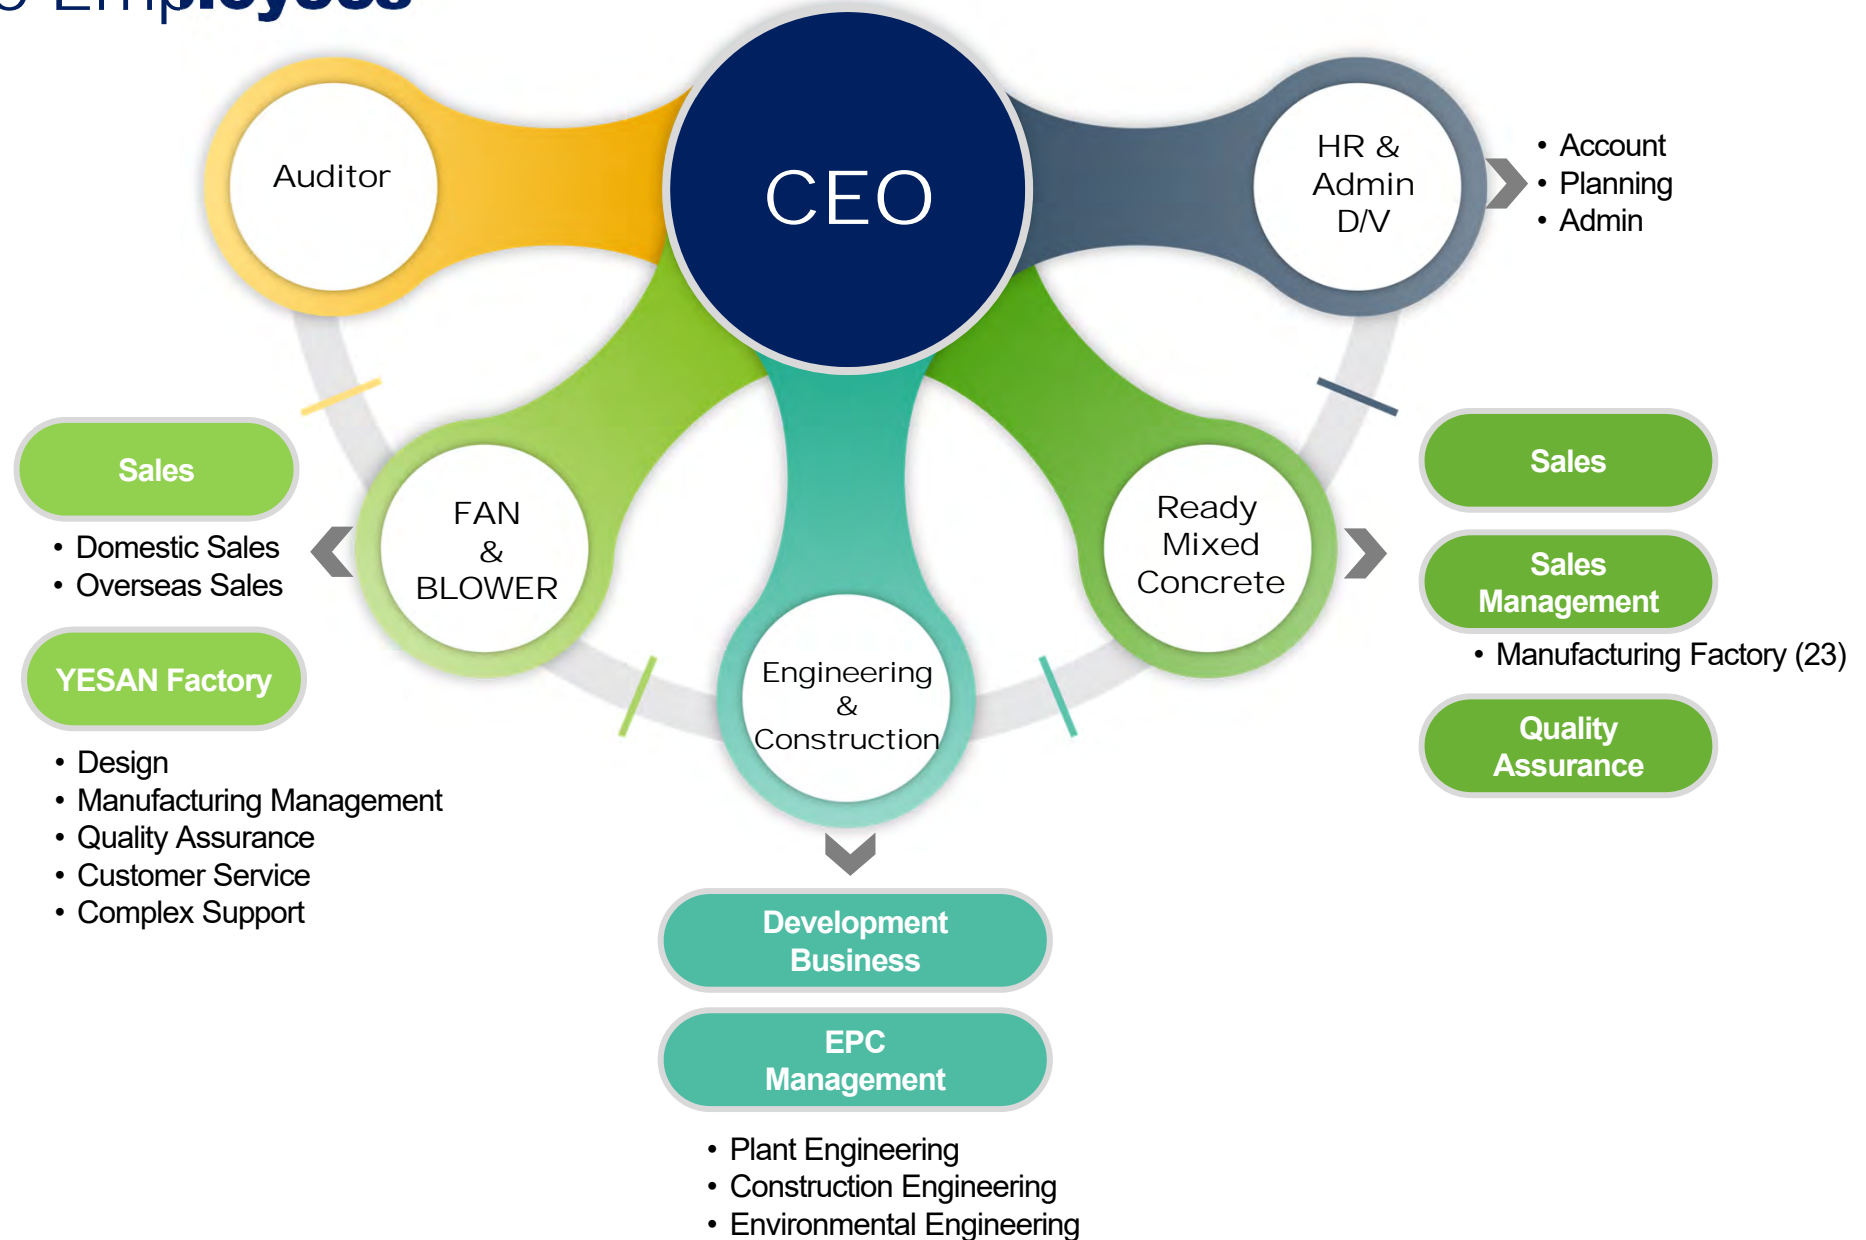 Employees
CEO
Auditor
HR &
Admin
D/V
• Account
• Planning
• Admin
FAN
&
BLOWER
Sales
• Domestic Sales
• Overseas Sales
YESAN Factory
• Design
• Manufacturing Management
• Quality Assurance
• Customer Service
• Complex Support
Engineering
&
Construction
Development
Business
EPC
Management
• Plant Engineering
• Construction Engineering
• Environmental Engineering
Ready
Mixed
Concrete
Sales
Sales
Management
• Manufacturing Factory (23)
Quality
Assurance